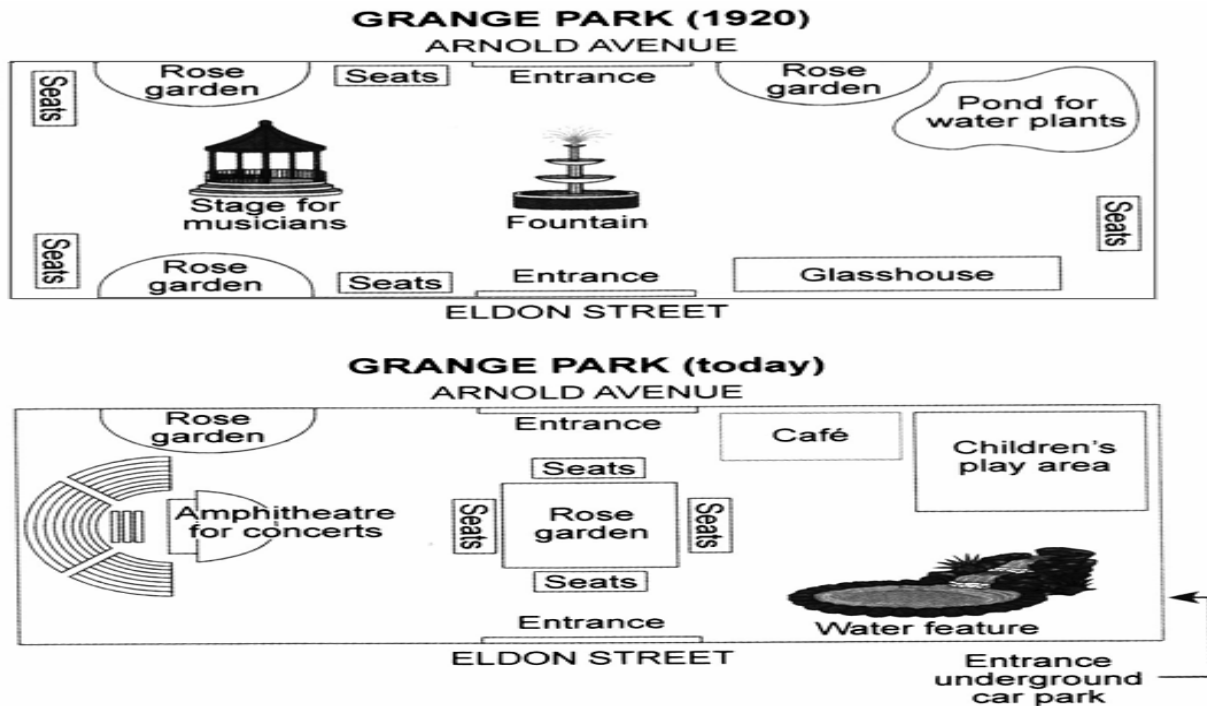 GRANGE PARK (1920)
ARNOLD AVENUE
Seats
Rose
garden
Seats
Entrance
Rose
garden
Pond for
water plants
Stage for
musicians
Fountain
Seats
Seats
Rose
garden
Seats
Entrance
Glasshouse
ELDON STREET
GRANGE PARK (today)
ARNOLD AVENUE
Rose
garden
Entrance
Café
Children's
play area
Seats
Amphitheatre
for concerts
Seats
Rose
garden
Seats
Seats
Entrance
Water feature
ELDON STREET
Entrance
underground
car park